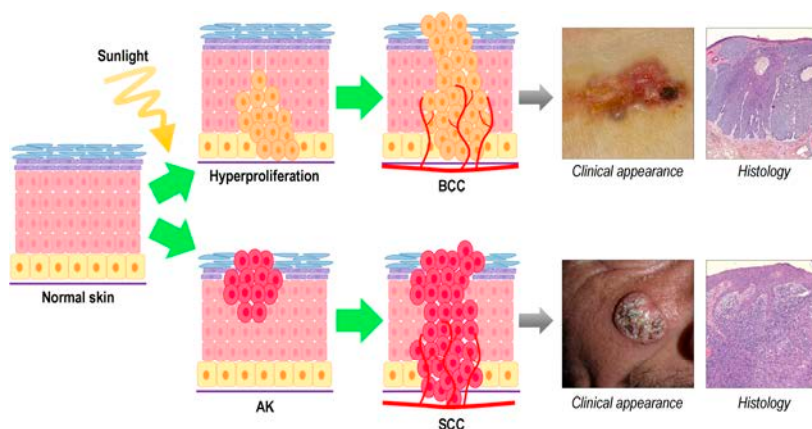 Sunlight
Hyperproliferation
BCC
Clinical appearance
Histology
Normal skin
AK
SCC
Clinical appearance
Histology